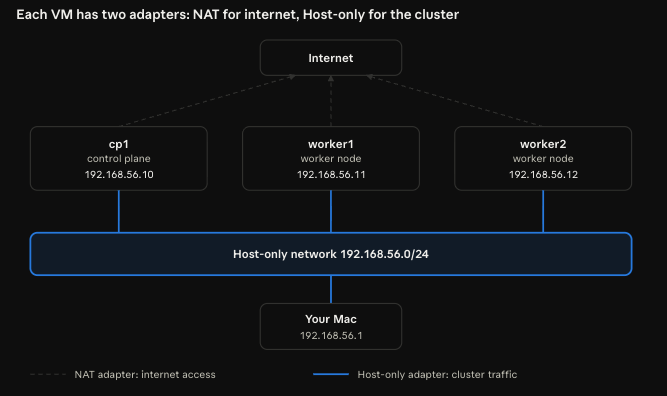 Each VM has two adapters: NAT for internet, Host-only for the cluster
Internet
cp1
control plane
192.168.56.10
worker1
worker node
192.168.56.11
worker2
worker node
192.168.56.12
Host-only network 192.168.56.0/24
Your Mac
192.168.56.1
NAT adapter: internet access
Host-only adapter: cluster traffic